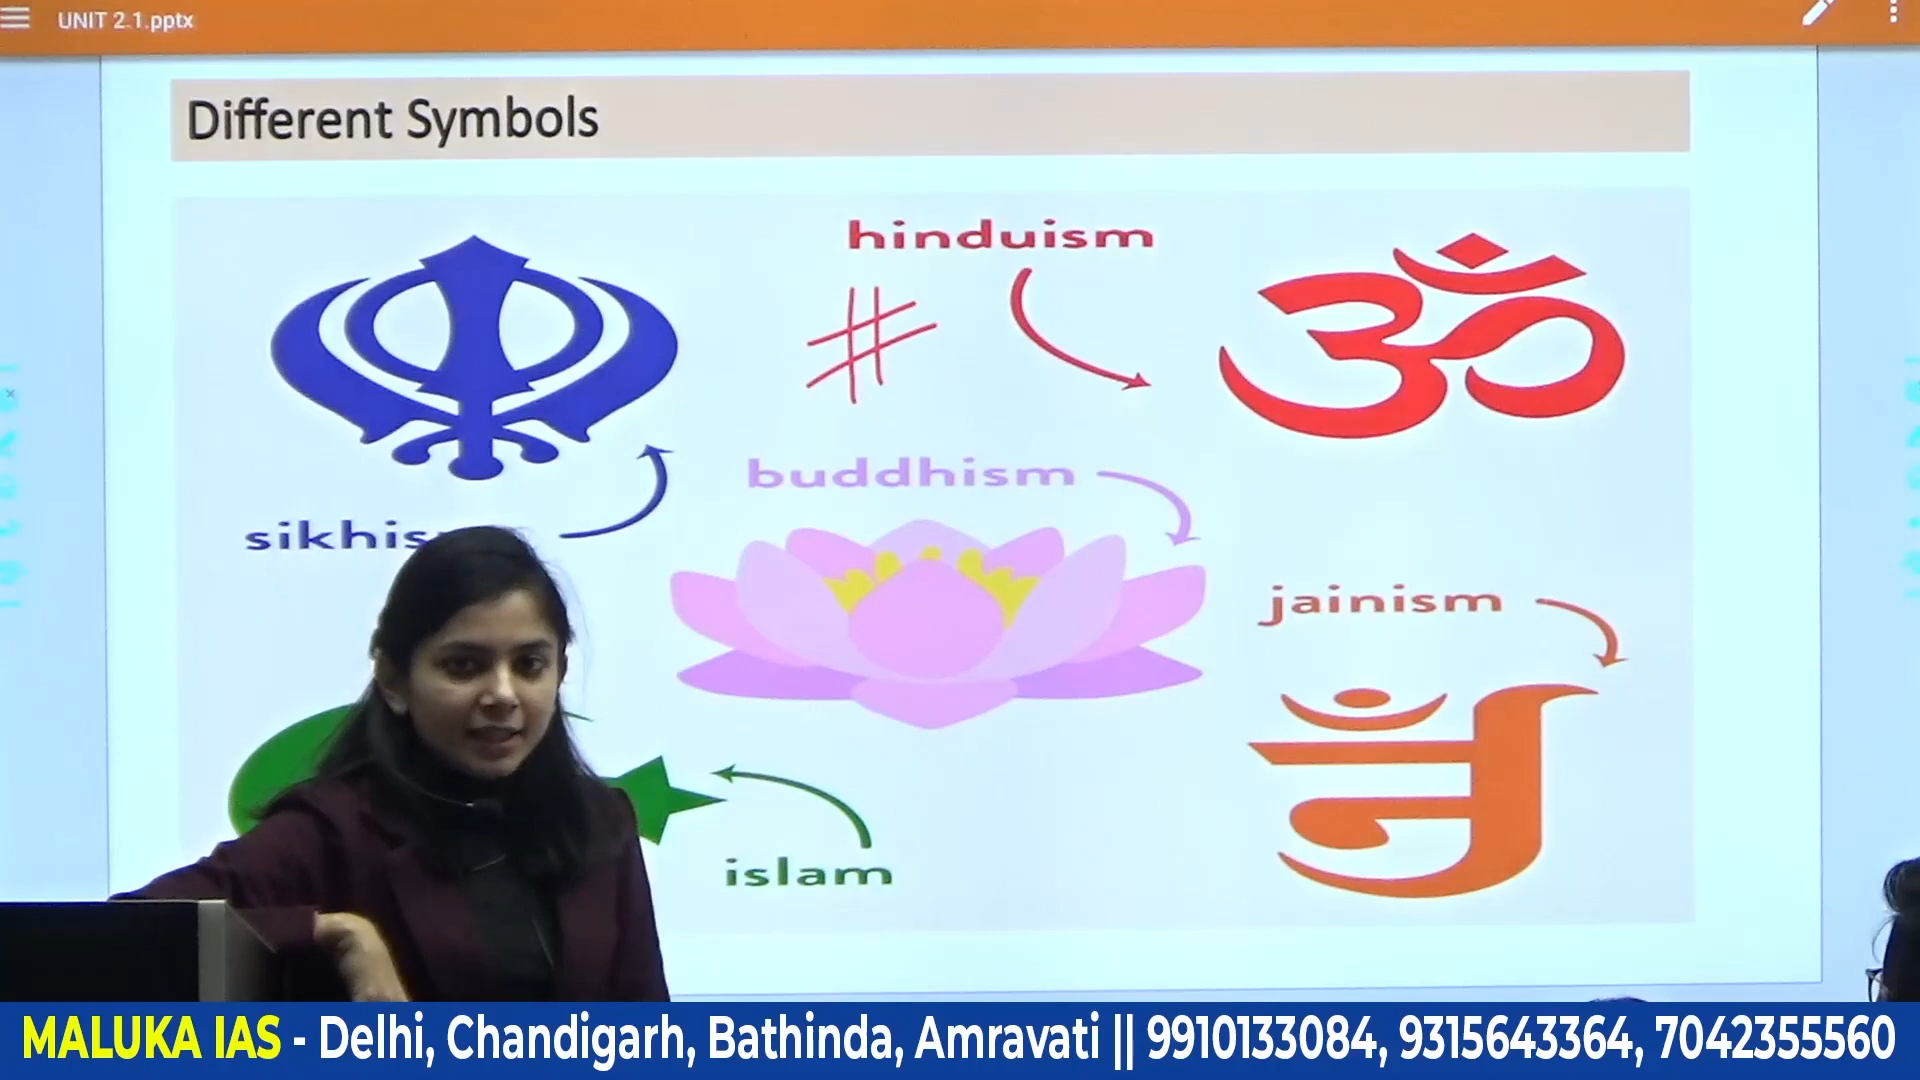 UNIT 2.1.pptx
Different Symbols
hinduism
#
ॐ
buddhism
sikhis
jainism
islam
MALUKA IAS - Delhi, Chandigarh, Bathinda, Amravati || 9910133084, 9315643364, 7042355560